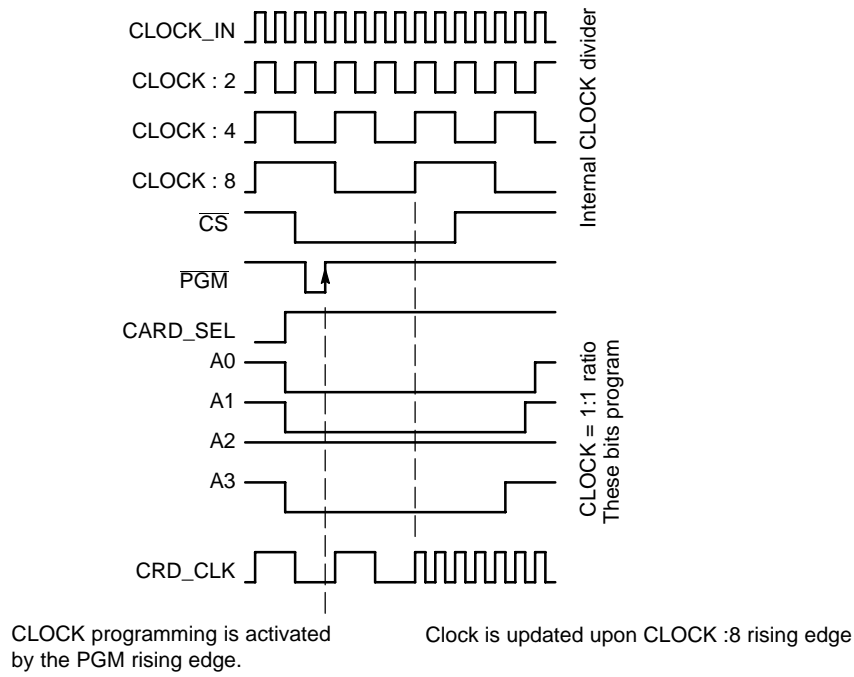 CLOCK_IN
CLOCK : 2
CLOCK : 4
CLOCK : 8
Internal CLOCK divider
CS
PGM
CARD_SEL
A0
A1
A2
A3
CLOCK = 1:1 ratio
These bits program
CRD_CLK
CLOCK programming is activated
by the PGM rising edge.
Clock is updated upon CLOCK :8 rising edge